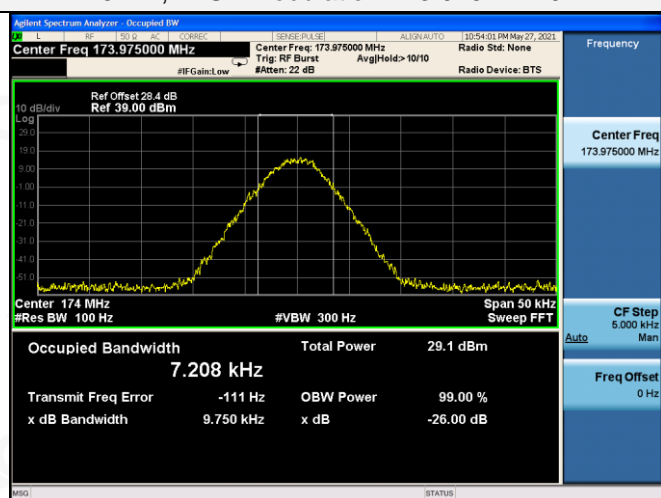 Agilent Spectrum Analyzer - Occupied BW
L RF 50 Ω AC CORREC SENSE:PULSE ALIGN AUTO 10:54:01 PM May 27, 2021
Center Freq 173.975000 MHz
Center Freq: 173.975000 MHz
Radio Std: None
Trig: RF Burst
Avg|Hold:> 10/10
#IFGain:Low
#Atten: 22 dB
Radio Device: BTS
Frequency
Ref Offset 28.4 dB
10 dB/div
Ref 39.00 dBm
Log
29.0
19.0
9.00
-1.00
-11.0
-21.0
-31.0
-41.0
-51.0
Center 174 MHz
Span 50 kHz
#Res BW 100 Hz
#VBW 300 Hz
Sweep FFT
Center Freq
173.975000 MHz
CF Step
5.000 kHz
Auto Man
Freq Offset
0 Hz
Occupied Bandwidth
Total Power 29.1 dBm
7.208 kHz
Transmit Freq Error -111 Hz
OBW Power 99.00 %
x dB Bandwidth 9.750 kHz
x dB -26.00 dB
MSG STATUS